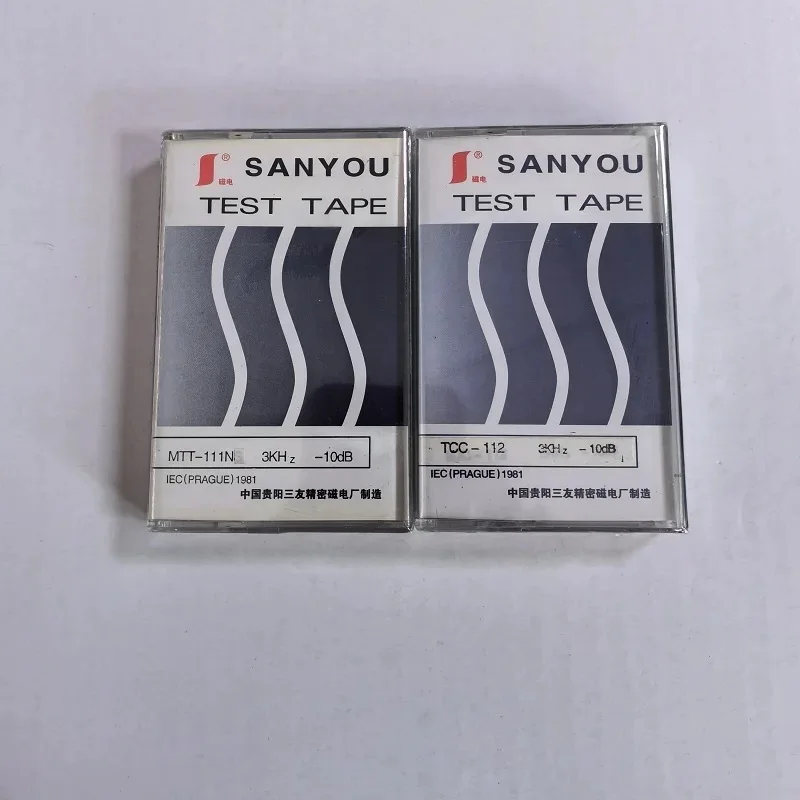 ® SANYOU
磁电
TEST TAPE
MTT-111N 3KHz -10dB
IEC(PRAGUE)1981
中国贵阳三友精密磁电厂制造
® SANYOU
磁电
TEST TAPE
TCC-112 3KHz -10dB
IEC(PRAGUE)1981
中国贵阳三友精密磁电厂制造